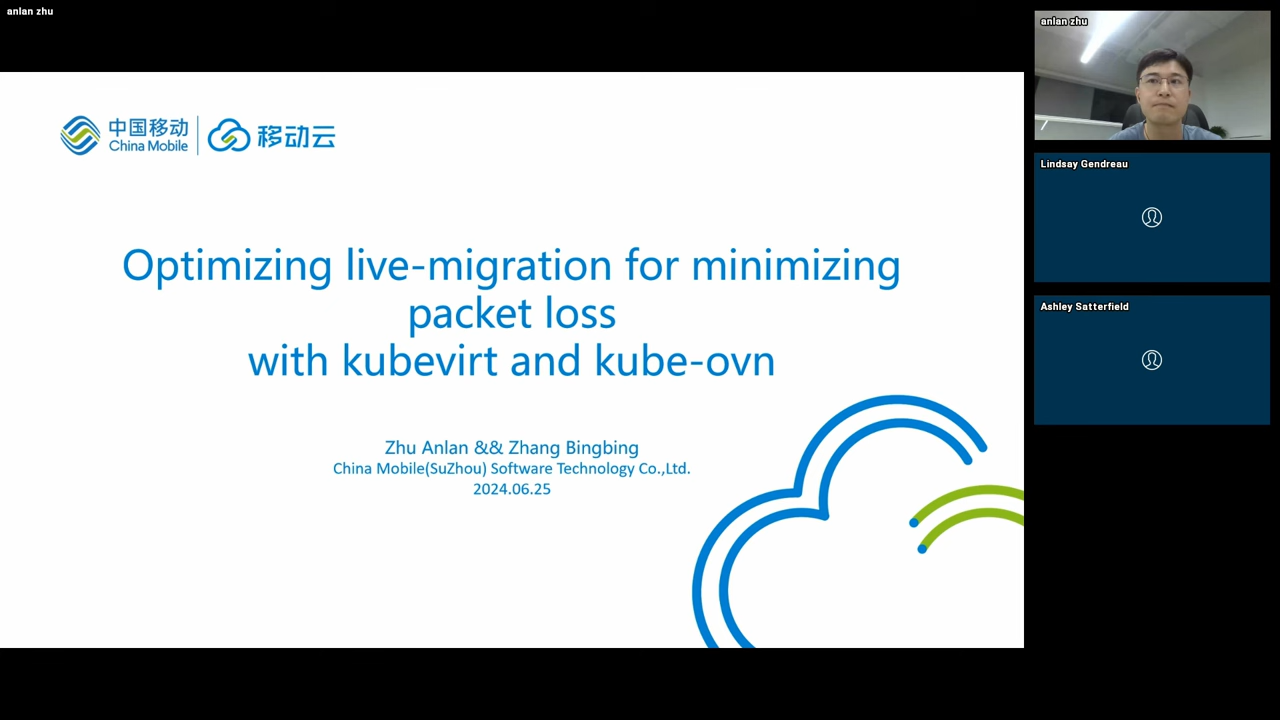 anlan zhu
中国移动
China Mobile
移动云
Optimizing live-migration for minimizing
packet loss
with kubevirt and kube-ovn
Zhu Anlan && Zhang Bingbing
China Mobile(SuZhou) Software Technology Co.,Ltd.
2024.06.25
anlan zhu
Lindsay Gendreau
Ashley Satterfield